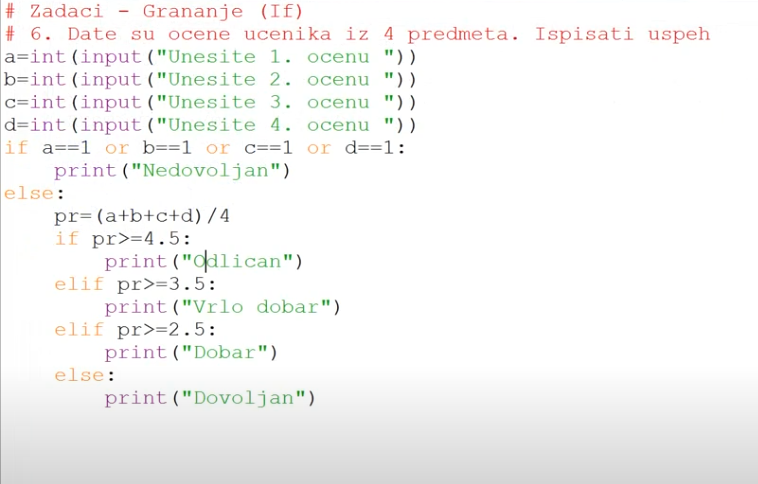 # Zadaci - Grananje (If)
# 6. Date su ocene ucenika iz 4 predmeta. Ispisati uspeh
a=int(input("Unesite 1. ocenu "))
b=int(input("Unesite 2. ocenu "))
c=int(input("Unesite 3. ocenu "))
d=int(input("Unesite 4. ocenu "))
if a==1 or b==1 or c==1 or d==1:
    print("Nedovoljan")
else:
    pr=(a+b+c+d)/4
    if pr>=4.5:
        print("Odlican")
    elif pr>=3.5:
        print("Vrlo dobar")
    elif pr>=2.5:
        print("Dobar")
    else:
        print("Dovoljan")